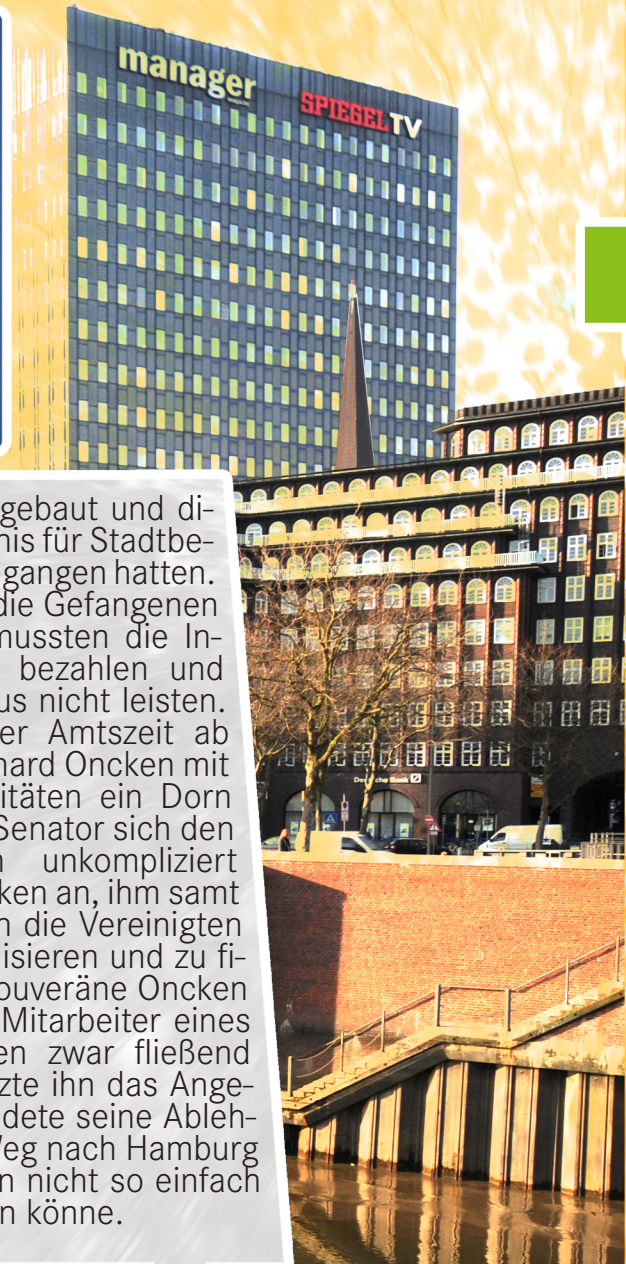 manager
SPIEGEL TV
gebaut und di-
nis für Stadtbe-
gangen hatten.
die Gefangenen
mussten die In-
bezahlen und
us nicht leisten.
er Amtszeit ab
hard Oncken mit
itäten ein Dorn
Senator sich den
unkompliziert
ken an, ihm samt
n die Vereinigten
isieren und zu fi-
ouveräne Oncken
Mitarbeiter eines
en zwar fließend
zte ihn das Ange-
dete seine Ableh-
Weg nach Hamburg
n nicht so einfach
n könne.
Deutsche Bank